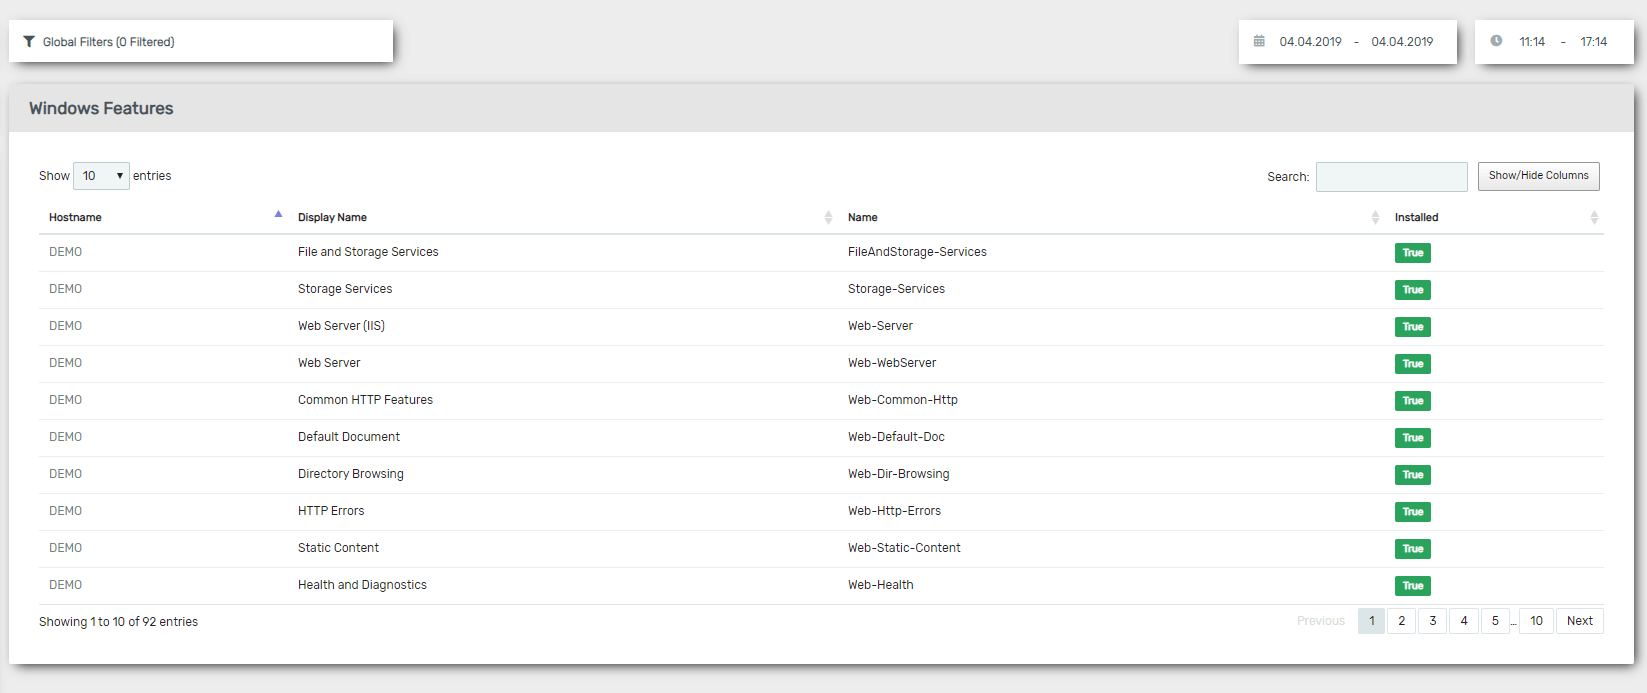 Global Filters (0 Filtered)
04.04.2019 - 04.04.2019
11:14 - 17:14
Windows Features
Show 10 entries
Search:
Show/Hide Columns
Hostname Display Name Name Installed
DEMO File and Storage Services FileAndStorage-Services True
DEMO Storage Services Storage-Services True
DEMO Web Server (IIS) Web-Server True
DEMO Web Server Web-WebServer True
DEMO Common HTTP Features Web-Common-Http True
DEMO Default Document Web-Default-Doc True
DEMO Directory Browsing Web-Dir-Browsing True
DEMO HTTP Errors Web-Http-Errors True
DEMO Static Content Web-Static-Content True
DEMO Health and Diagnostics Web-Health True
Showing 1 to 10 of 92 entries
Previous 1 2 3 4 5 … 10 Next